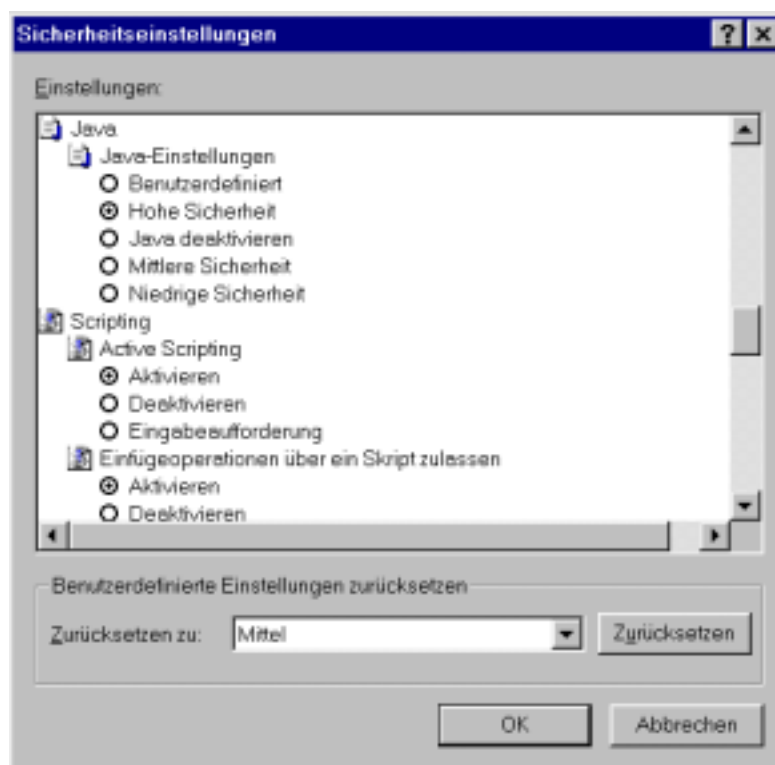 Sicherheitseinstellungen
Einstellungen:
Java
Java-Einstellungen
Benutzerdefiniert
Hohe Sicherheit
Java deaktivieren
Mittlere Sicherheit
Niedrige Sicherheit
Scripting
Active Scripting
Aktivieren
Deaktivieren
Eingabeaufforderung
Einfügeoperationen über ein Skript zulassen
Aktivieren
Deaktivieren
Benutzerdefinierte Einstellungen zurücksetzen
Zurücksetzen zu: Mittel Zurücksetzen
OK Abbrechen